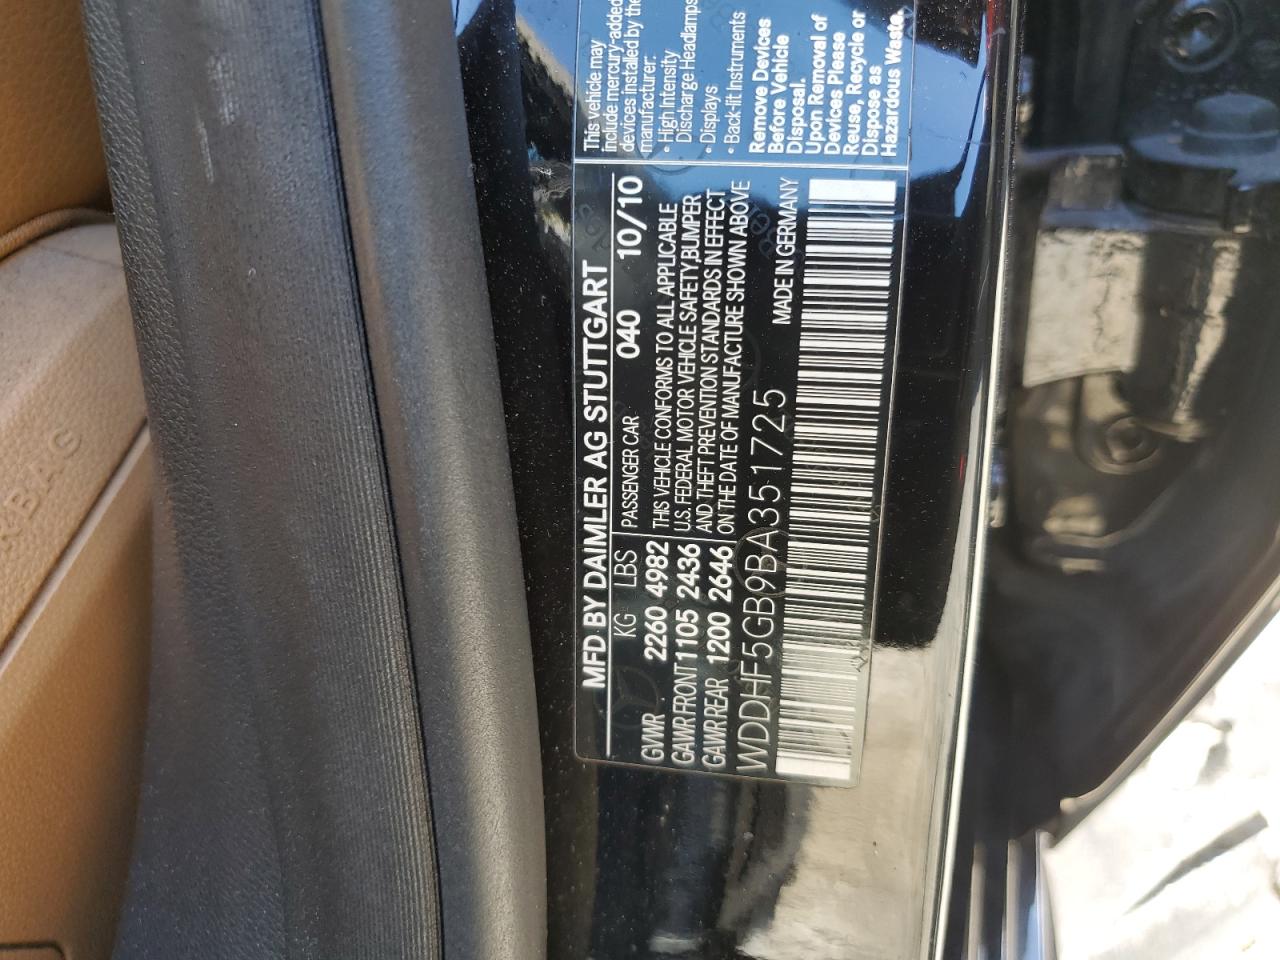 MFD BY DAIMLER AG STUTTGART
KG LBS PASSENGER CAR 040 10/10
GVWR 2260 4982
GAWR FRONT 1105 2436
GAWR REAR 1200 2646
THIS VEHICLE CONFORMS TO ALL APPLICABLE
U.S. FEDERAL MOTOR VEHICLE SAFETY, BUMPER
AND THEFT PREVENTION STANDARDS IN EFFECT
ON THE DATE OF MANUFACTURE SHOWN ABOVE
WDDHF5GB9BA351725
MADE IN GERMANY
This vehicle may
include mercury-added
devices installed by the
manufacturer:
• High Intensity
Discharge Headlamps
• Displays
• Back-lit Instruments
Remove Devices
Before Vehicle
Disposal.
Upon Removal of
Devices Please
Reuse, Recycle or
Dispose as
Hazardous Waste.
BAG